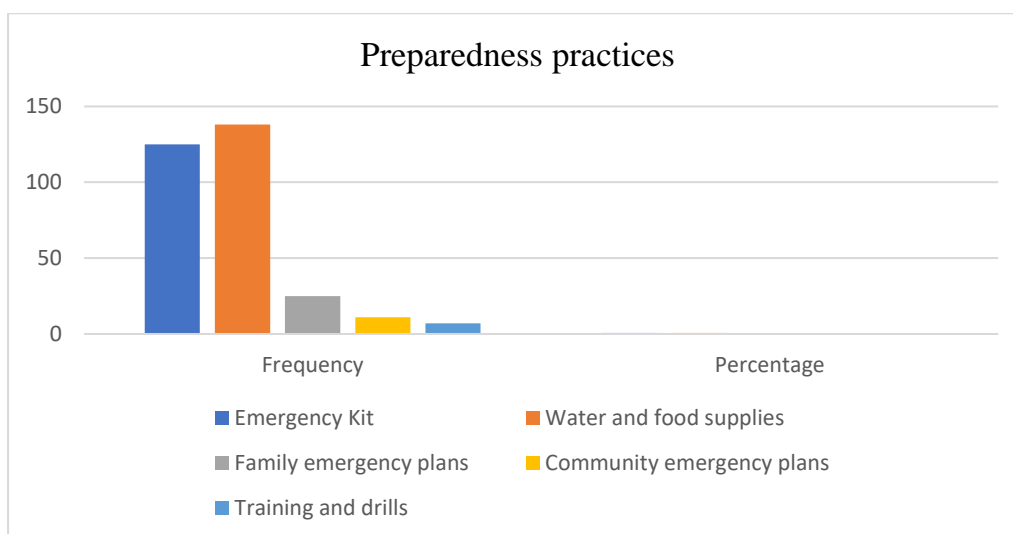 Preparedness practices
150
100
50
0
Frequency Percentage
Emergency Kit Water and food supplies
Family emergency plans Community emergency plans
Training and drills